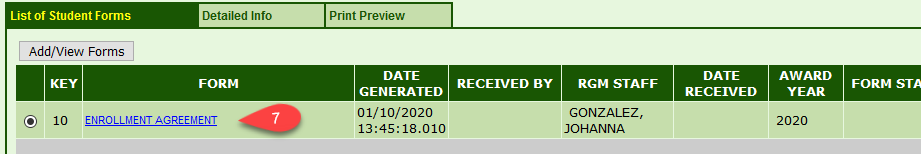 List of Student Forms Detailed Info Print Preview
Add/View Forms
KEY FORM DATE GENERATED RECEIVED BY RGM STAFF DATE RECEIVED AWARD YEAR FORM STA
10 ENROLLMENT AGREEMENT 7 01/10/2020 13:45:18.010 GONZALEZ, JOHANNA 2020